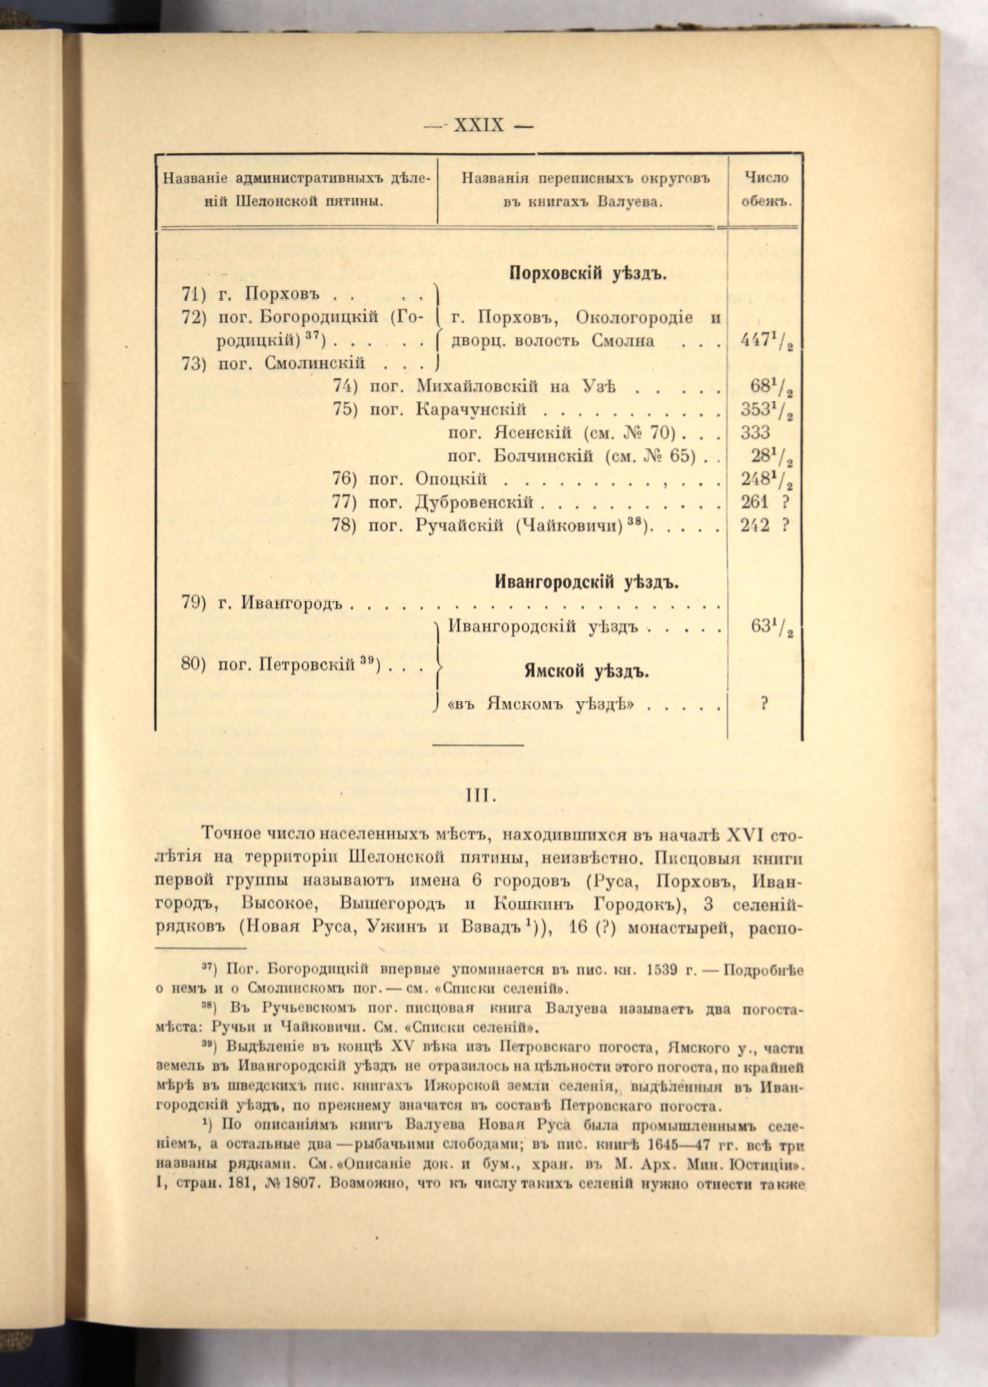 — XXIX —
Названіе административныхъ дѣле-
ній Шелонской пятины.
Названія переписныхъ округовъ
въ книгахъ Валуева.
Число
обежъ.
Порховскій уѣздъ.
71) г. Порховъ . . . .
72) пог. Богородицкій (Го-
родицкій) ³⁷) . . . . .
73) пог. Смолинскій . . .
г. Порховъ, Окологородіе и
дворц. волость Смолна . . . 447¹/₂
74) пог. Михайловскій на Узѣ . . . . . 68¹/₂
75) пог. Карачунскій . . . . . . . . . . . 353¹/₂
пог. Ясенскій (см. № 70) . . . 333
пог. Болчинскій (см. № 65) . . 28¹/₂
76) пог. Опоцкій . . . . . . . . . , . . . 248¹/₂
77) пог. Дубровенскій . . . . . . . . . . . 261 ?
78) пог. Ручайскій (Чайковичи) ³⁸). . . . . 242 ?
Ивангородскій уѣздъ.
79) г. Ивангородъ . . . . . . . . . . . . . . . . . . . . . .
Ивангородскій уѣздъ . . . . . 63¹/₂
80) пог. Петровскій ³⁹) . . .
Ямской уѣздъ.
«въ Ямскомъ уѣздѣ» . . . . . ?
III.
Точное число населенныхъ мѣстъ, находившихся въ началѣ XVI сто-
лѣтія на территоріи Шелонской пятины, неизвѣстно. Писцовыя книги
первой группы называютъ имена 6 городовъ (Руса, Порховъ, Иван-
городъ, Высокое, Вышегородъ и Кошкинъ Городокъ), 3 селеній-
рядковъ (Новая Руса, Ужинъ и Взвадъ ¹)), 16 (?) монастырей, распо-
³⁷) Пог. Богородицкій впервые упоминается въ пис. кн. 1539 г. — Подробнѣе
о немъ и о Смолинскомъ пог. — см. «Списки селеній».
³⁸) Въ Ручьевскомъ пог. писцовая книга Валуева называетъ два погоста-
мѣста: Ручьи и Чайковичи. См. «Списки селеній».
³⁹) Выдѣленіе въ концѣ XV вѣка изъ Петровскаго погоста, Ямского у., части
земель въ Ивангородскій уѣздъ не отразилось на цѣльности этого погоста, по крайней
мѣрѣ въ шведскихъ пис. книгахъ Ижорской земли селенія, выдѣленныя въ Иван-
городскій уѣздъ, по прежнему значатся въ составѣ Петровскаго погоста.
¹) По описаніямъ книгъ Валуева Новая Руса была промышленнымъ селе-
ніемъ, а остальные два — рыбачьими слободами; въ пис. книгѣ 1645—47 гг. всѣ три
названы рядками. См. «Описаніе док. и бум., хран. въ М. Арх. Мин. Юстиціи».
I, стран. 181, № 1807. Возможно, что къ числу такихъ селеній нужно отнести также